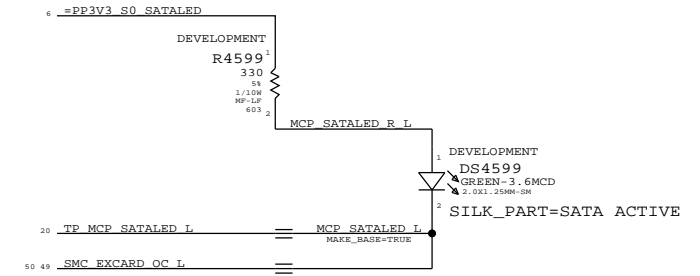 6 =PP3V3_S0_SATALED
DEVELOPMENT
R4599 1
330
5%
1/10W
MF-LF
603 2
MCP_SATALED_R_L
1 DEVELOPMENT
DS4599
GREEN-3.6MCD
2.0X1.25MM-SM
2 SILK_PART=SATA ACTIVE
20 TP_MCP_SATALED_L MCP_SATALED_L
MAKE_BASE=TRUE
50 49 SMC_EXCARD_OC_L